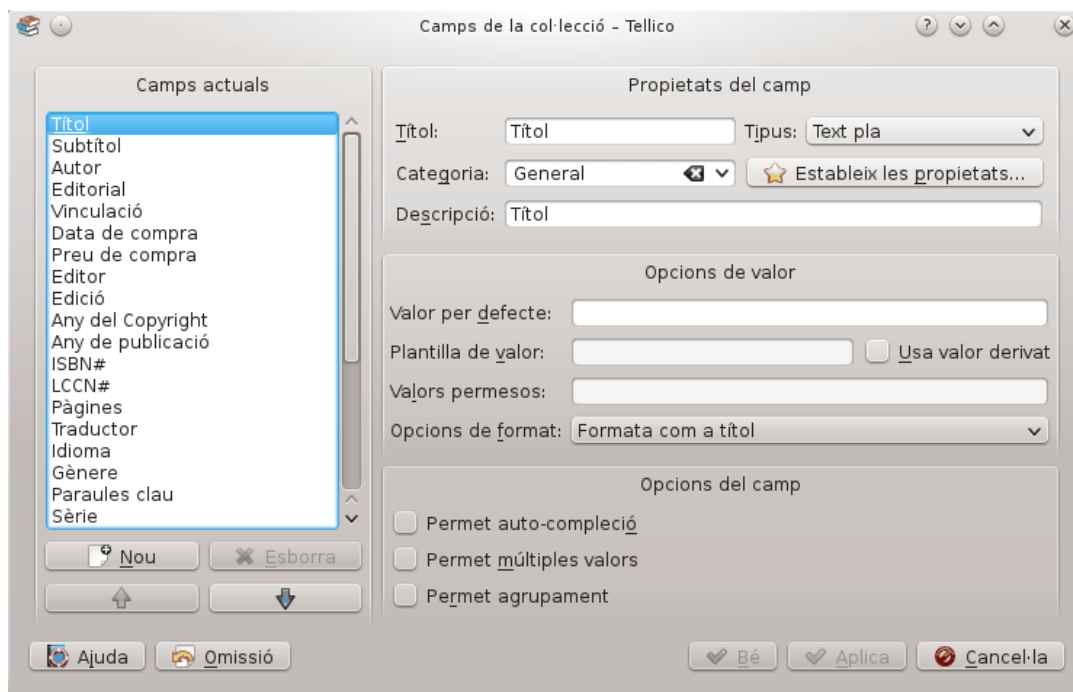 Camps de la col·lecció – Tellico
Camps actuals
Títol
Subtítol
Autor
Editorial
Vinculació
Data de compra
Preu de compra
Editor
Edició
Any del Copyright
Any de publicació
ISBN#
LCCN#
Pàgines
Traductor
Idioma
Gènere
Paraules clau
Sèrie
Nou
Esborra
Propietats del camp
Títol: Títol Tipus: Text pla
Categoria: General Estableix les propietats...
Descripció: Títol
Opcions de valor
Valor per defecte:
Plantilla de valor: Usa valor derivat
Valors permesos:
Opcions de format: Formata com a títol
Opcions del camp
Permet auto-compleció
Permet múltiples valors
Permet agrupament
Ajuda Omissió Bé Aplica Cancel·la